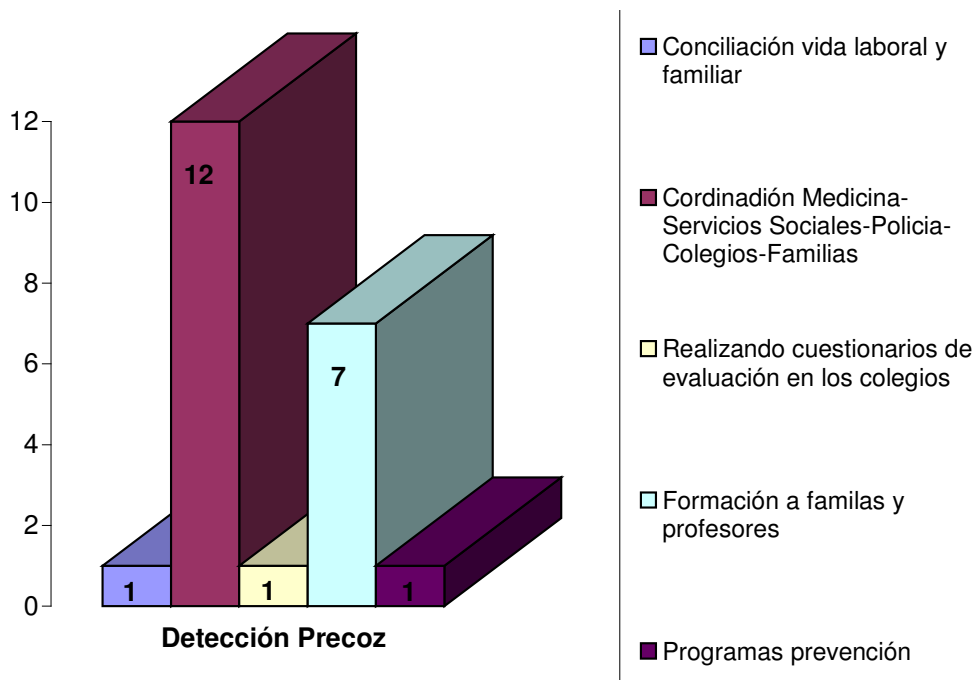 12
10
8
6
4
2
0
12
7
1
1
1
Detección Precoz
Conciliación vida laboral y
familiar
Cordinadión Medicina-
Servicios Sociales-Policia-
Colegios-Familias
Realizando cuestionarios de
evaluación en los colegios
Formación a familas y
profesores
Programas prevención